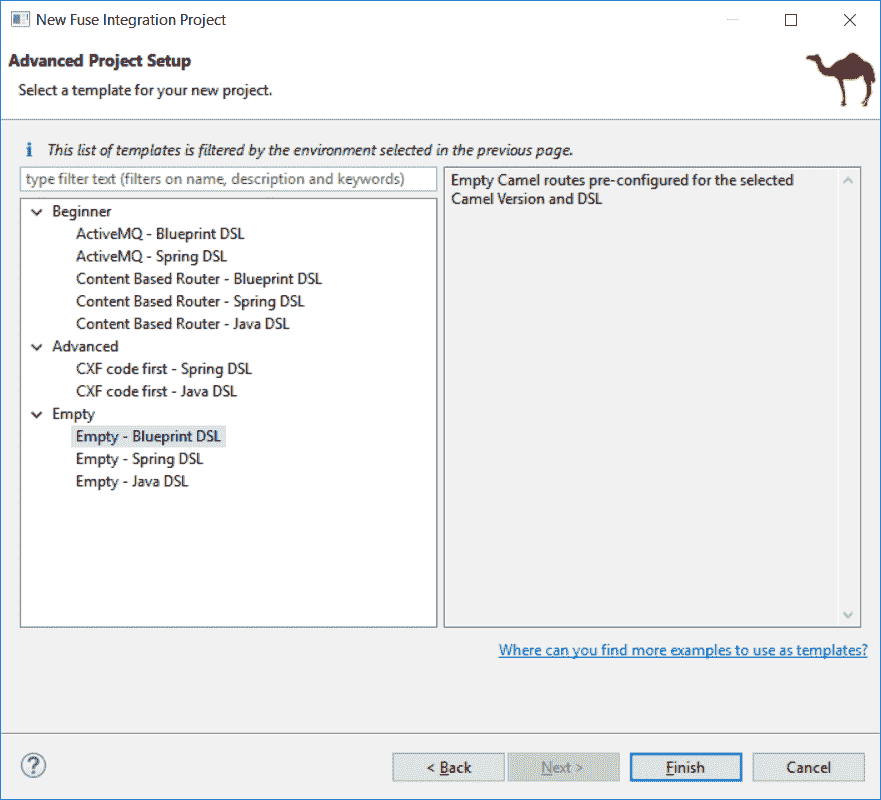 New Fuse Integration Project
Advanced Project Setup
Select a template for your new project.
i This list of templates is filtered by the environment selected in the previous page.
type filter text (filters on name, description and keywords)
Beginner
ActiveMQ - Blueprint DSL
ActiveMQ - Spring DSL
Content Based Router - Blueprint DSL
Content Based Router - Spring DSL
Content Based Router - Java DSL
Advanced
CXF code first - Spring DSL
CXF code first - Java DSL
Empty
Empty - Blueprint DSL
Empty - Spring DSL
Empty - Java DSL
Empty Camel routes pre-configured for the selected
Camel Version and DSL
Where can you find more examples to use as templates?
? < Back Next > Finish Cancel